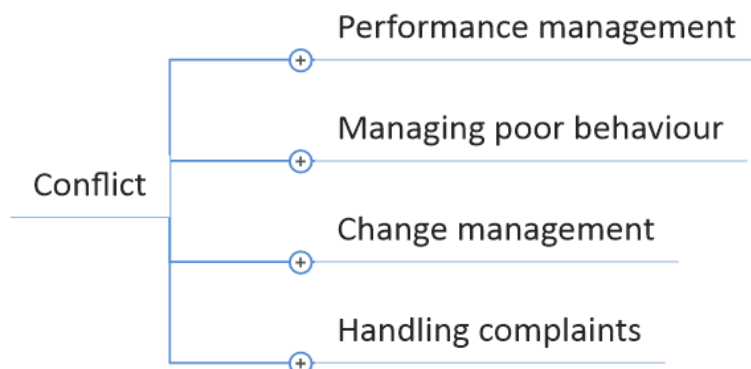 Performance management
Managing poor behaviour
Conflict
Change management
Handling complaints